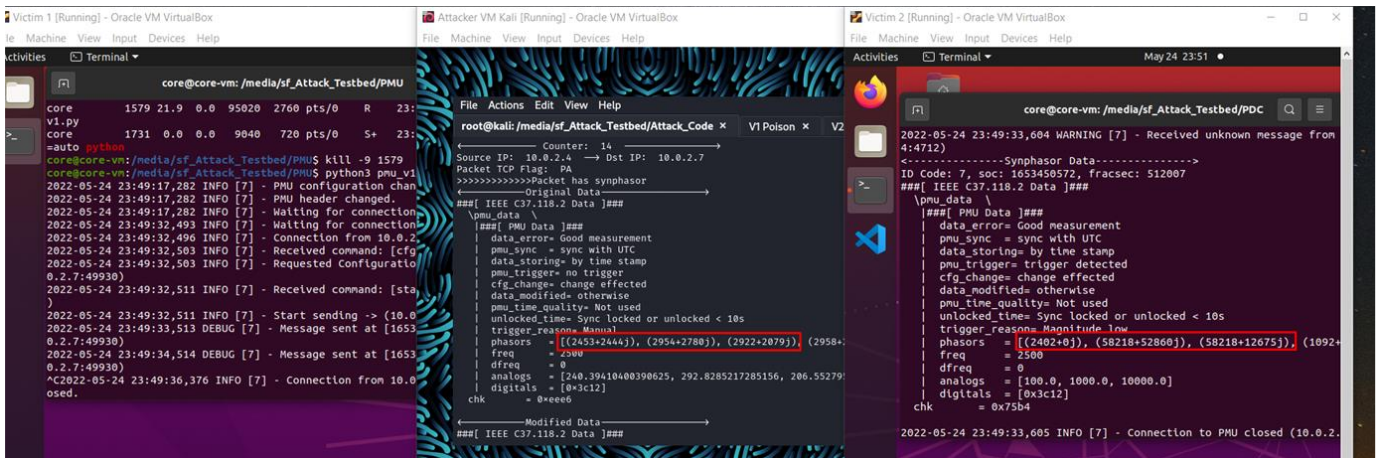 Victim 1 [Running] - Oracle VM VirtualBox
Machine View Input Devices Help
Activities Terminal
core@core-vm: /media/sf_Attack_Testbed/PMU
core 1579 21.9 0.0 95020 2760 pts/0 R 23:
v1.py
core 1731 0.0 0.0 9040 720 pts/0 S+ 23:
=auto python
core@core-vm:/media/sf_Attack_Testbed/PMU$ kill -9 1579
core@core-vm:/media/sf_Attack_Testbed/PMU$ python3 pmu_v1
2022-05-24 23:49:17,282 INFO [7] - PMU configuration chan
2022-05-24 23:49:17,282 INFO [7] - PMU header changed.
2022-05-24 23:49:17,282 INFO [7] - Waiting for connection
2022-05-24 23:49:32,493 INFO [7] - Waiting for connection
2022-05-24 23:49:32,496 INFO [7] - Connection from 10.0.2
2022-05-24 23:49:32,503 INFO [7] - Received command: [cfg
2022-05-24 23:49:32,503 INFO [7] - Requested Configuratio
0.2.7:49930)
2022-05-24 23:49:32,511 INFO [7] - Received command: [sta
)
2022-05-24 23:49:32,511 INFO [7] - Start sending -> (10.0
2022-05-24 23:49:33,513 DEBUG [7] - Message sent at [1653
0.2.7:49930)
2022-05-24 23:49:34,514 DEBUG [7] - Message sent at [1653
0.2.7:49930)
^C2022-05-24 23:49:36,376 INFO [7] - Connection from 10.0
osed.
Attacker VM Kali [Running] - Oracle VM VirtualBox
File Machine View Input Devices Help
File Actions Edit View Help
root@kali: /media/sf_Attack_Testbed/Attack_Code × V1 Poison × V2
Counter: 14
Source IP: 10.0.2.4 → Dst IP: 10.0.2.7
Packet TCP Flag: PA
>>>>>>>>>>>>>Packet has synphasor
Original Data
###[ IEEE C37.118.2 Data ]###
\pmu_data \
|###[ PMU Data ]###
| data_error= Good measurement
| pmu_sync = sync with UTC
| data_storing= by time stamp
| pmu_trigger= no trigger
| cfg_change= change effected
| data_modified= otherwise
| pmu_time_quality= Not used
| unlocked_time= Sync locked or unlocked < 10s
| trigger_reason= Manual
| phasors = [(2453+2444j), (2954+2780j), (2922+2079j), (2958+
| freq = 2500
| dfreq = 0
| analogs = [240.39410400390625, 292.8285217285156, 206.55279
| digitals = [0×3c12]
chk = 0×eee6
Modified Data
###[ IEEE C37.118.2 Data ]###
Victim 2 [Running] - Oracle VM VirtualBox
File Machine View Input Devices Help
Activities Terminal May 24 23:51
core@core-vm: /media/sf_Attack_Testbed/PDC
2022-05-24 23:49:33,604 WARNING [7] - Received unknown message from
4:4712)
<---------------Synphasor Data-------------->
ID Code: 7, soc: 1653450572, fracsec: 512007
###[ IEEE C37.118.2 Data ]###
\pmu_data \
|###[ PMU Data ]###
| data_error= Good measurement
| pmu_sync = sync with UTC
| data_storing= by time stamp
| pmu_trigger= trigger detected
| cfg_change= change effected
| data_modified= otherwise
| pmu_time_quality= Not used
| unlocked_time= Sync locked or unlocked < 10s
| trigger_reason= Magnitude low
| phasors = [(2402+0j), (58218+52860j), (58218+12675j), (1092+
| freq = 2500
| dfreq = 0
| analogs = [100.0, 1000.0, 10000.0]
| digitals = [0x3c12]
chk = 0x75b4
2022-05-24 23:49:33,605 INFO [7] - Connection to PMU closed (10.0.2.